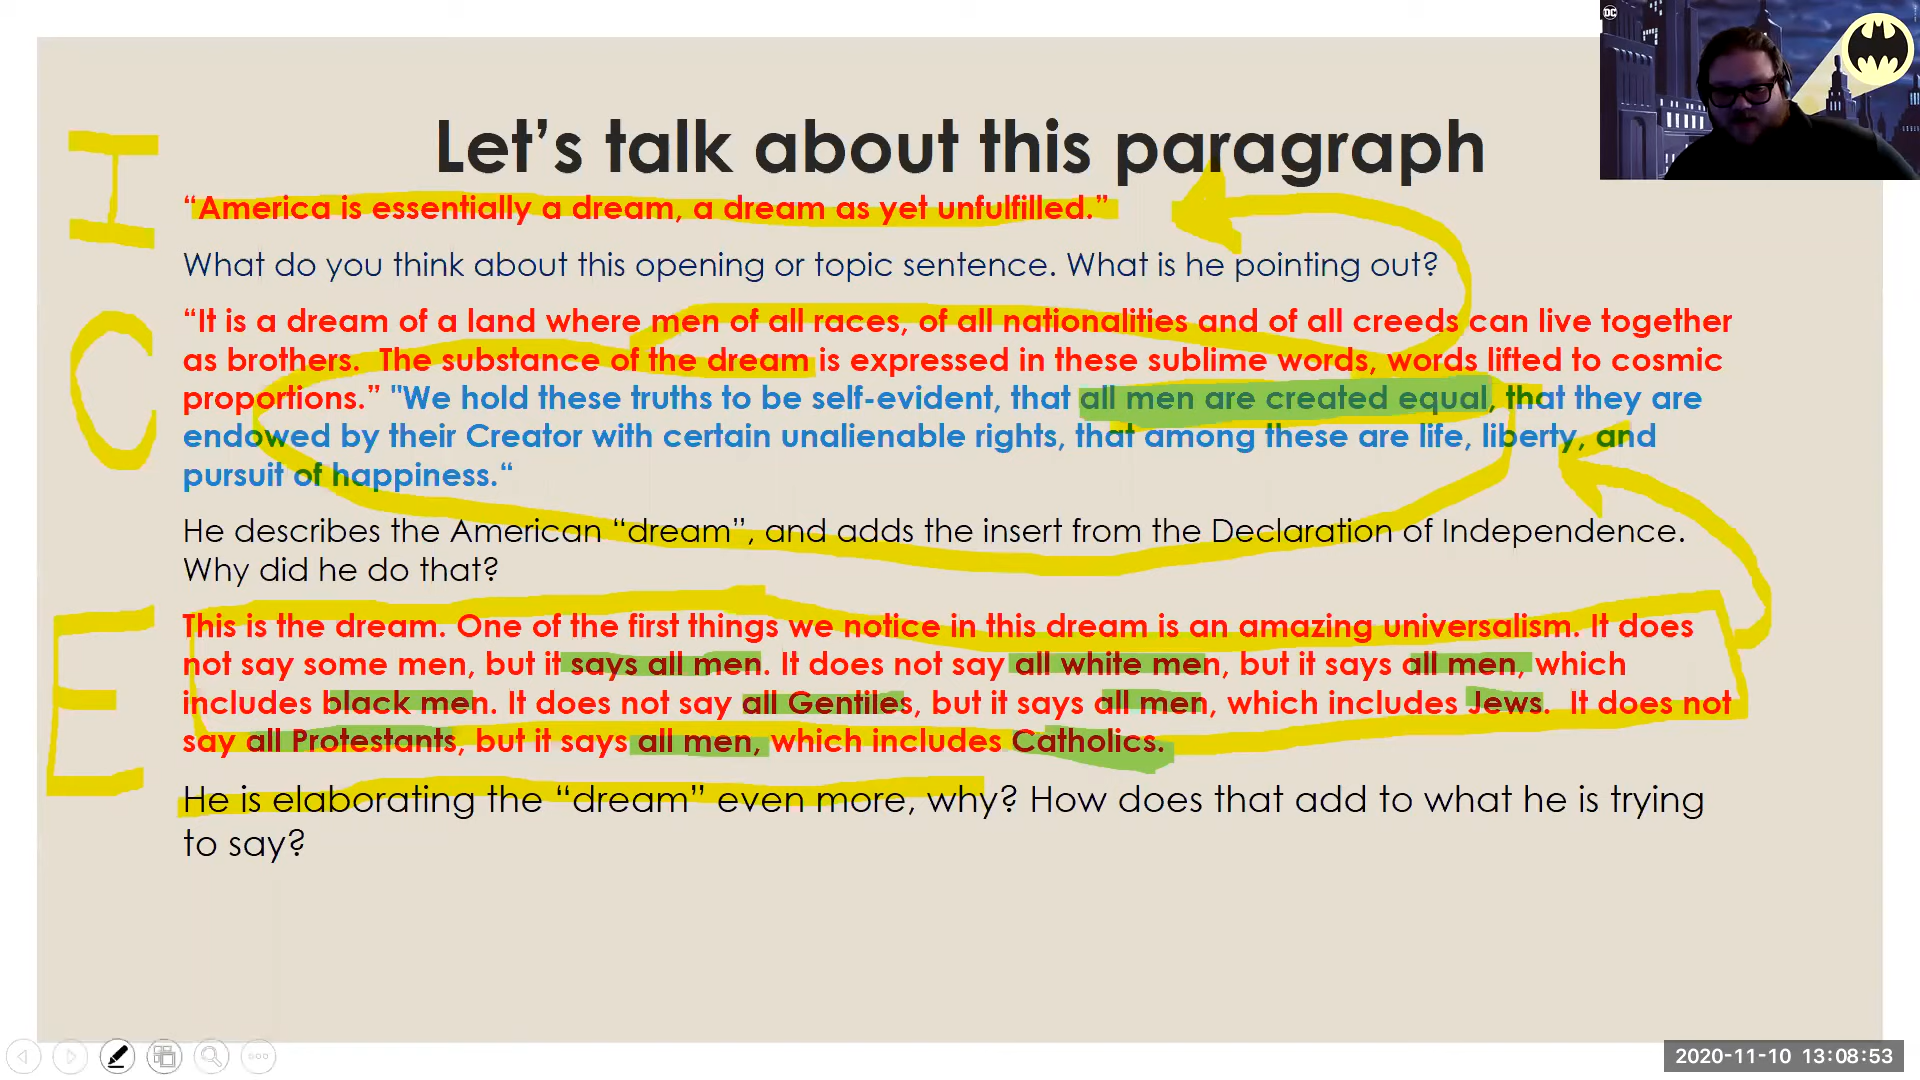 DC
Let's talk about this paragraph
I
“America is essentially a dream, a dream as yet unfulfilled.”
What do you think about this opening or topic sentence. What is he pointing out?
C
“It is a dream of a land where men of all races, of all nationalities and of all creeds can live together
as brothers.  The substance of the dream is expressed in these sublime words, words lifted to cosmic
proportions.” "We hold these truths to be self-evident, that all men are created equal, that they are
endowed by their Creator with certain unalienable rights, that among these are life, liberty, and
pursuit of happiness.“
He describes the American “dream”, and adds the insert from the Declaration of Independence.
Why did he do that?
E
This is the dream. One of the first things we notice in this dream is an amazing universalism. It does
not say some men, but it says all men. It does not say all white men, but it says all men, which
includes black men. It does not say all Gentiles, but it says all men, which includes Jews.  It does not
say all Protestants, but it says all men, which includes Catholics.
He is elaborating the “dream” even more, why? How does that add to what he is trying
to say?
2020-11-10 13:08:53